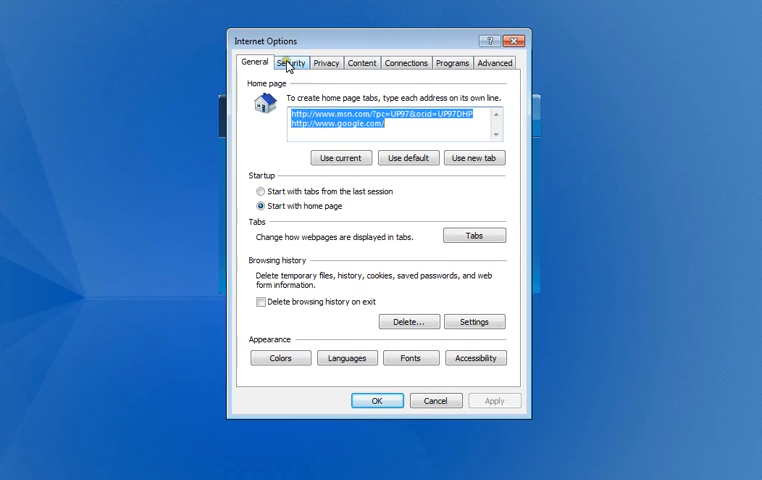 Internet Options
General Security Privacy Content Connections Programs Advanced
Home page
To create home page tabs, type each address on its own line.
http://www.msn.com/?pc=UP97&ocid=UP97DHP
http://www.google.com/
Use current Use default Use new tab
Startup
Start with tabs from the last session
Start with home page
Tabs
Change how webpages are displayed in tabs. Tabs
Browsing history
Delete temporary files, history, cookies, saved passwords, and web
form information.
Delete browsing history on exit
Delete... Settings
Appearance
Colors Languages Fonts Accessibility
OK Cancel Apply